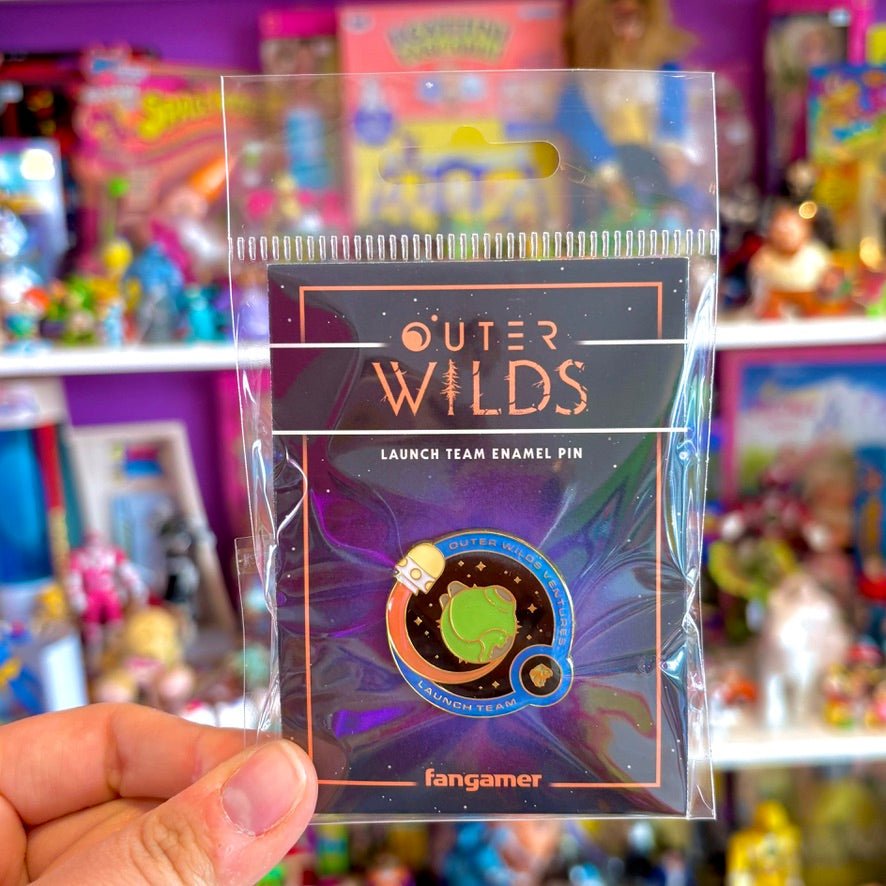 OUTER
WILDS
LAUNCH TEAM ENAMEL PIN
OUTER WILDS VENTURES
LAUNCH TEAM
fangamer